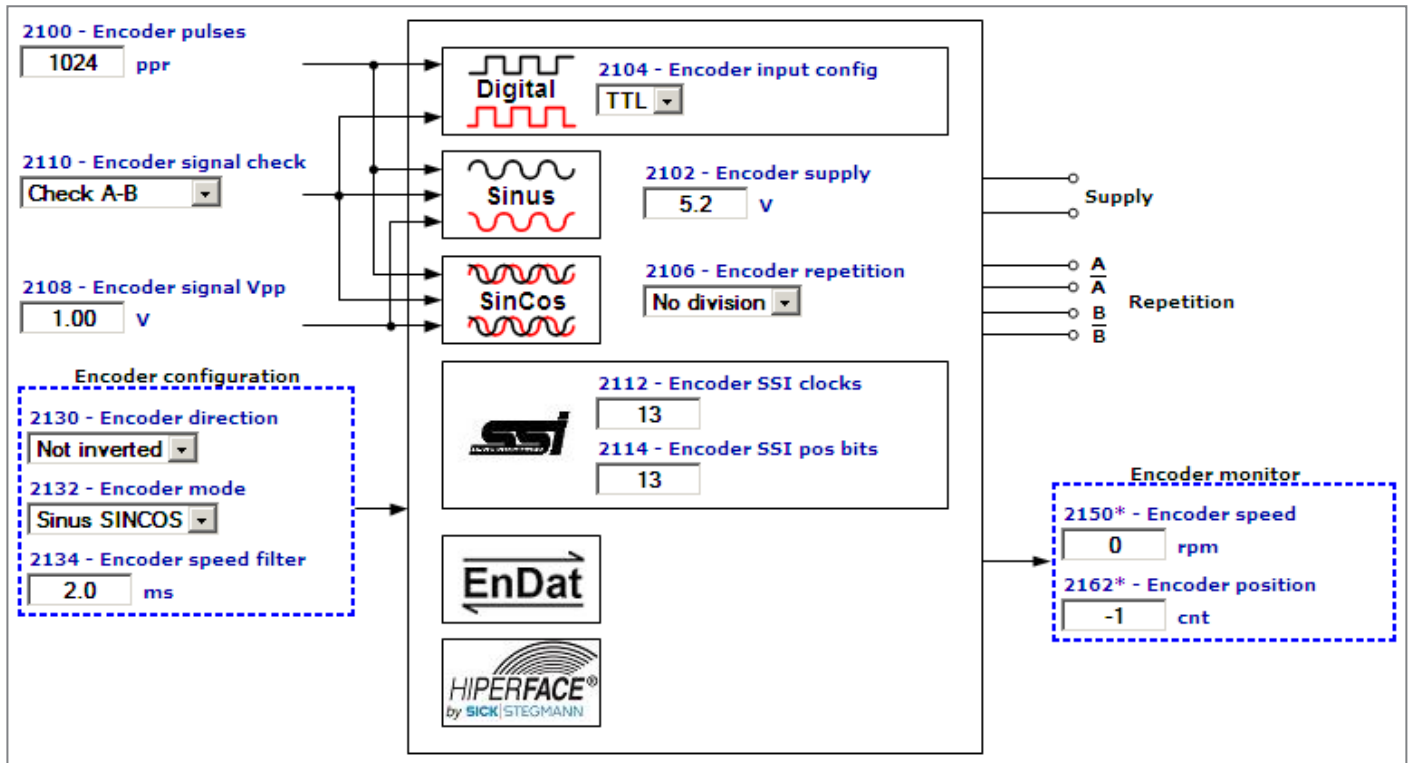 2100 - Encoder pulses
1024 ppr
Digital
2104 - Encoder input config
TTL
2110 - Encoder signal check
Check A-B
Sinus
2102 - Encoder supply
5.2 V
Supply
2108 - Encoder signal Vpp
1.00 V
SinCos
2106 - Encoder repetition
No division
A
A
B
B
Repetition
Encoder configuration
2130 - Encoder direction
Not inverted
2132 - Encoder mode
Sinus SINCOS
2134 - Encoder speed filter
2.0 ms
SSI
2112 - Encoder SSI clocks
13
2114 - Encoder SSI pos bits
13
EnDat
HIPERFACE®
by SICK|STEGMANN
Encoder monitor
2150* - Encoder speed
0 rpm
2162* - Encoder position
-1 cnt